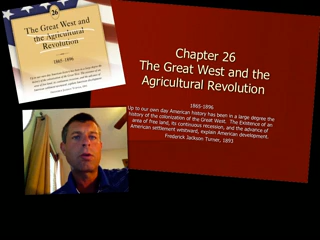 26
The Great West and
the Agricultural
Revolution
1865–1896
Chapter 26
The Great West and the
Agricultural Revolution
1865-1896
Up to our own day American history has been in a large degree the
history of the colonization of the Great West. The Existence of an
area of free land, its continuous recession, and the advance of
American settlement westward, explain American development.
Frederick Jackson Turner, 1893